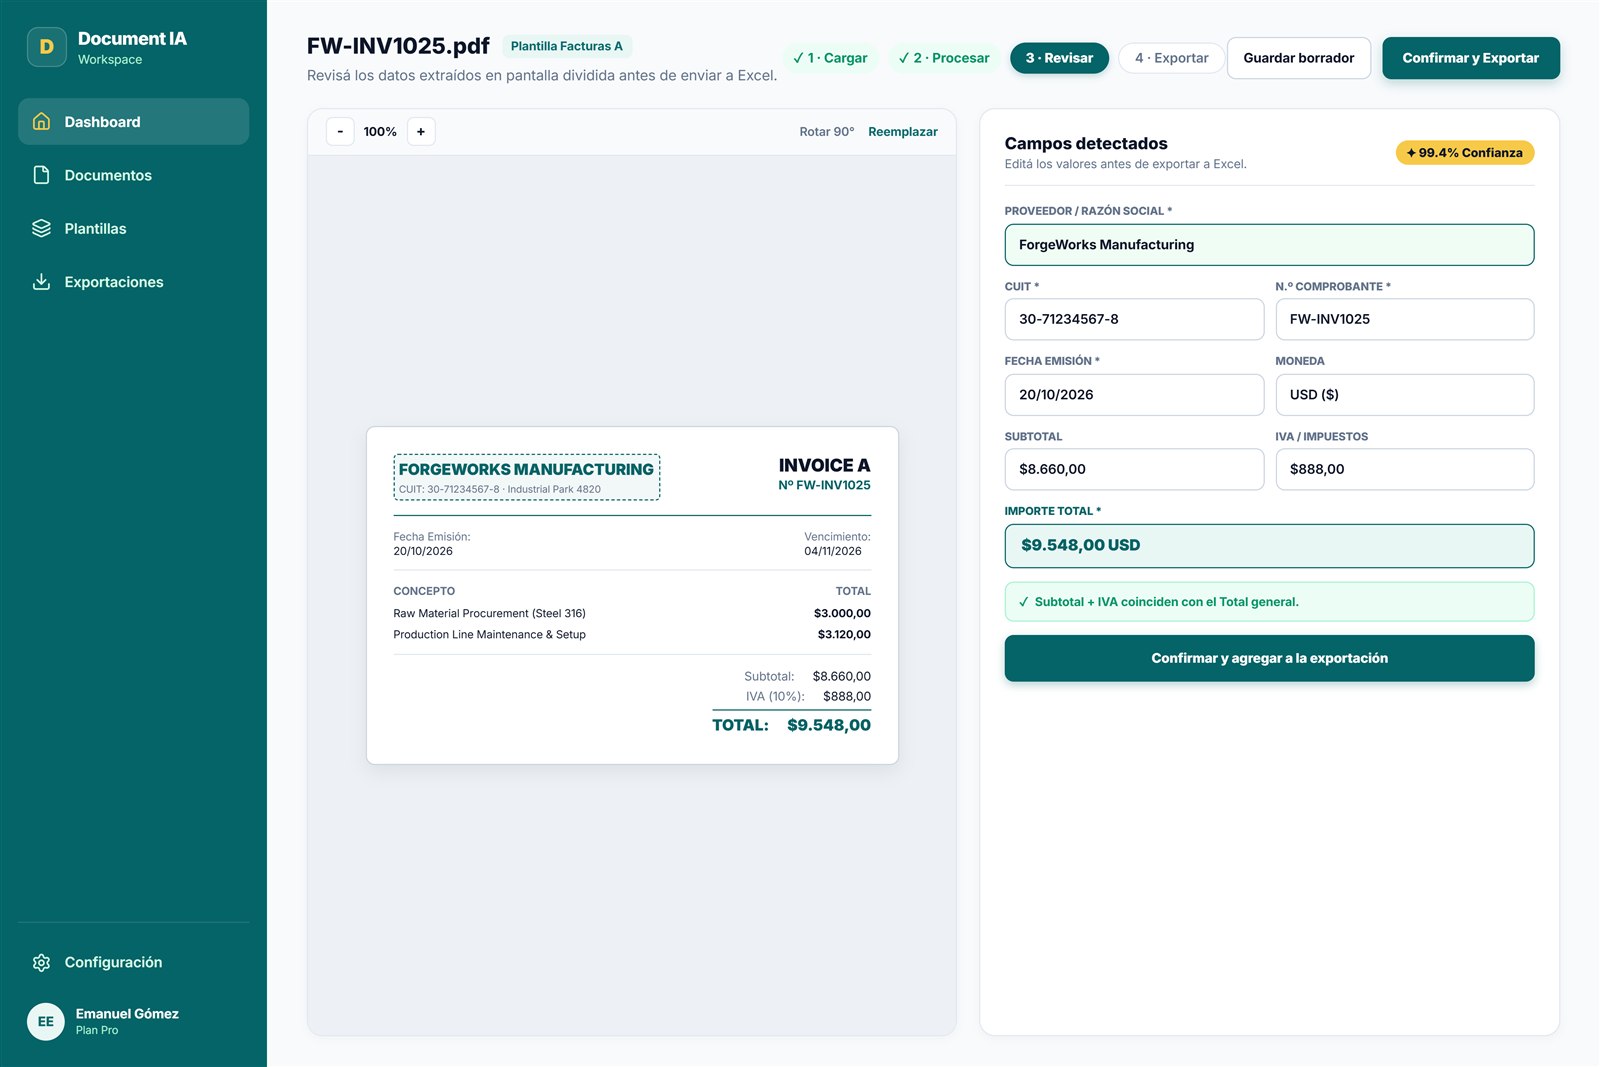 D
Document IA
Workspace
Dashboard
Documentos
Plantillas
Exportaciones
Configuración
EE
Emanuel Gómez
Plan Pro
FW-INV1025.pdf
Plantilla Facturas A
Revisá los datos extraídos en pantalla dividida antes de enviar a Excel.
✓ 1 · Cargar
✓ 2 · Procesar
3 · Revisar
4 · Exportar
Guardar borrador
Confirmar y Exportar
- 100% +
Rotar 90°
Reemplazar
FORGEWORKS MANUFACTURING
CUIT: 30-71234567-8 · Industrial Park 4820
INVOICE A
Nº FW-INV1025
Fecha Emisión:
20/10/2026
Vencimiento:
04/11/2026
CONCEPTO TOTAL
Raw Material Procurement (Steel 316) $3.000,00
Production Line Maintenance & Setup $3.120,00
Subtotal: $8.660,00
IVA (10%): $888,00
TOTAL: $9.548,00
Campos detectados
Editá los valores antes de exportar a Excel.
✦ 99.4% Confianza
PROVEEDOR / RAZÓN SOCIAL *
ForgeWorks Manufacturing
CUIT *
30-71234567-8
N.º COMPROBANTE *
FW-INV1025
FECHA EMISIÓN *
20/10/2026
MONEDA
USD ($)
SUBTOTAL
$8.660,00
IVA / IMPUESTOS
$888,00
IMPORTE TOTAL *
$9.548,00 USD
✓ Subtotal + IVA coinciden con el Total general.
Confirmar y agregar a la exportación